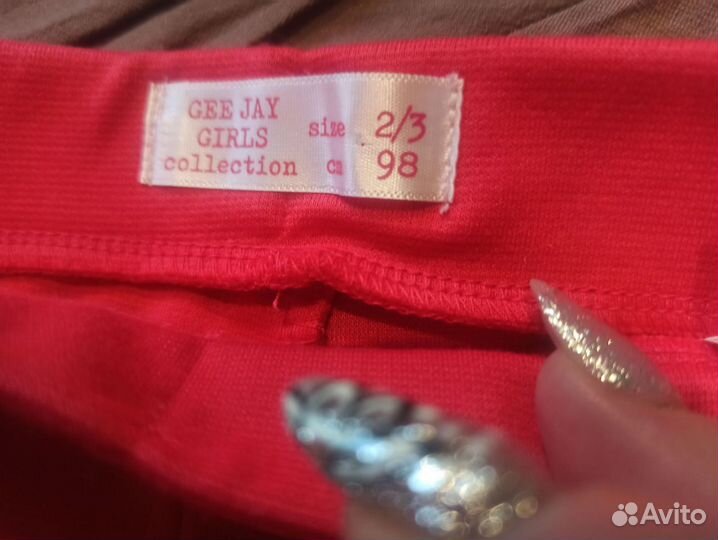 GEE JAY
GIRLS
collection
size 2/3
cm 98
Avito